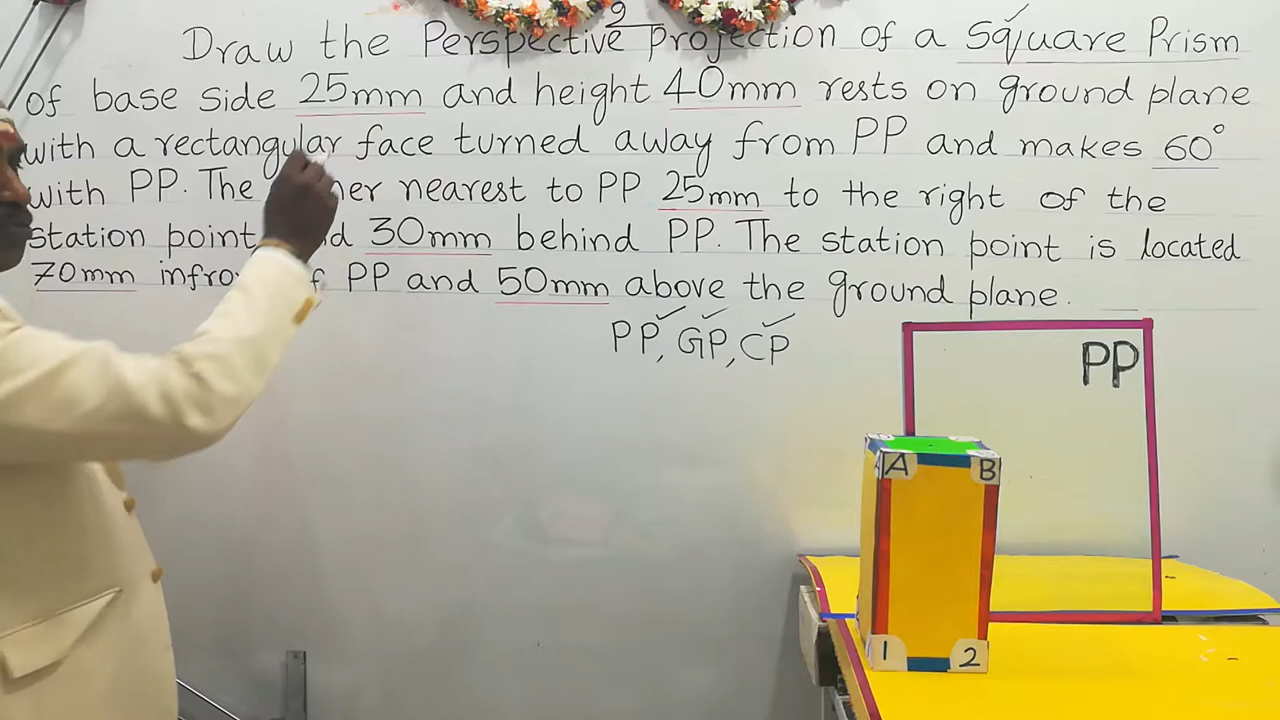 9
Draw the Perspective projection of a Square Prism
of base side 25mm and height 40mm rests on ground plane
with a rectangular face turned away from PP and makes 60°
with PP. The nearest to PP 25mm to the right of the
station point 30mm behind PP. The station point is located
70mm PP and 50mm above the ground plane.
PP, GP, CP
PP
A B
1 2